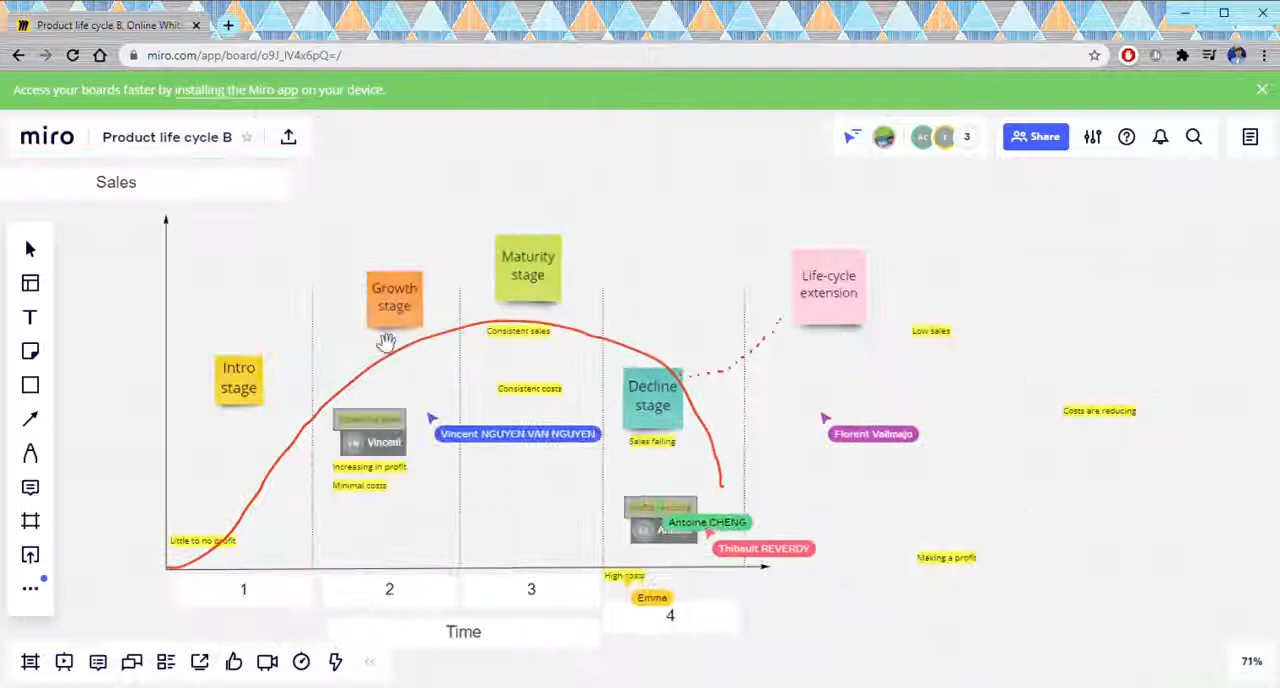 Product life cycle B, Online Whit
miro.com/app/board/o9J_lV4x6pQ=/
Access your boards faster by installing the Miro app on your device.
miro
Product life cycle B
3
Share
Sales
Maturity
stage
Life-cycle
extension
Growth
stage
Consistent sales
Low sales
Intro
stage
Decline
stage
Consistent costs
Costs are reducing
Vincent
Vincent NGUYEN VAN NGUYEN
Florent Vallmajo
Sales falling
Increasing in profit
Minimal costs
Antoine CHENG
Thibault REVERDY
Little to no profit
Making a profit
High costs
Emme
1
2
3
4
Time
71%